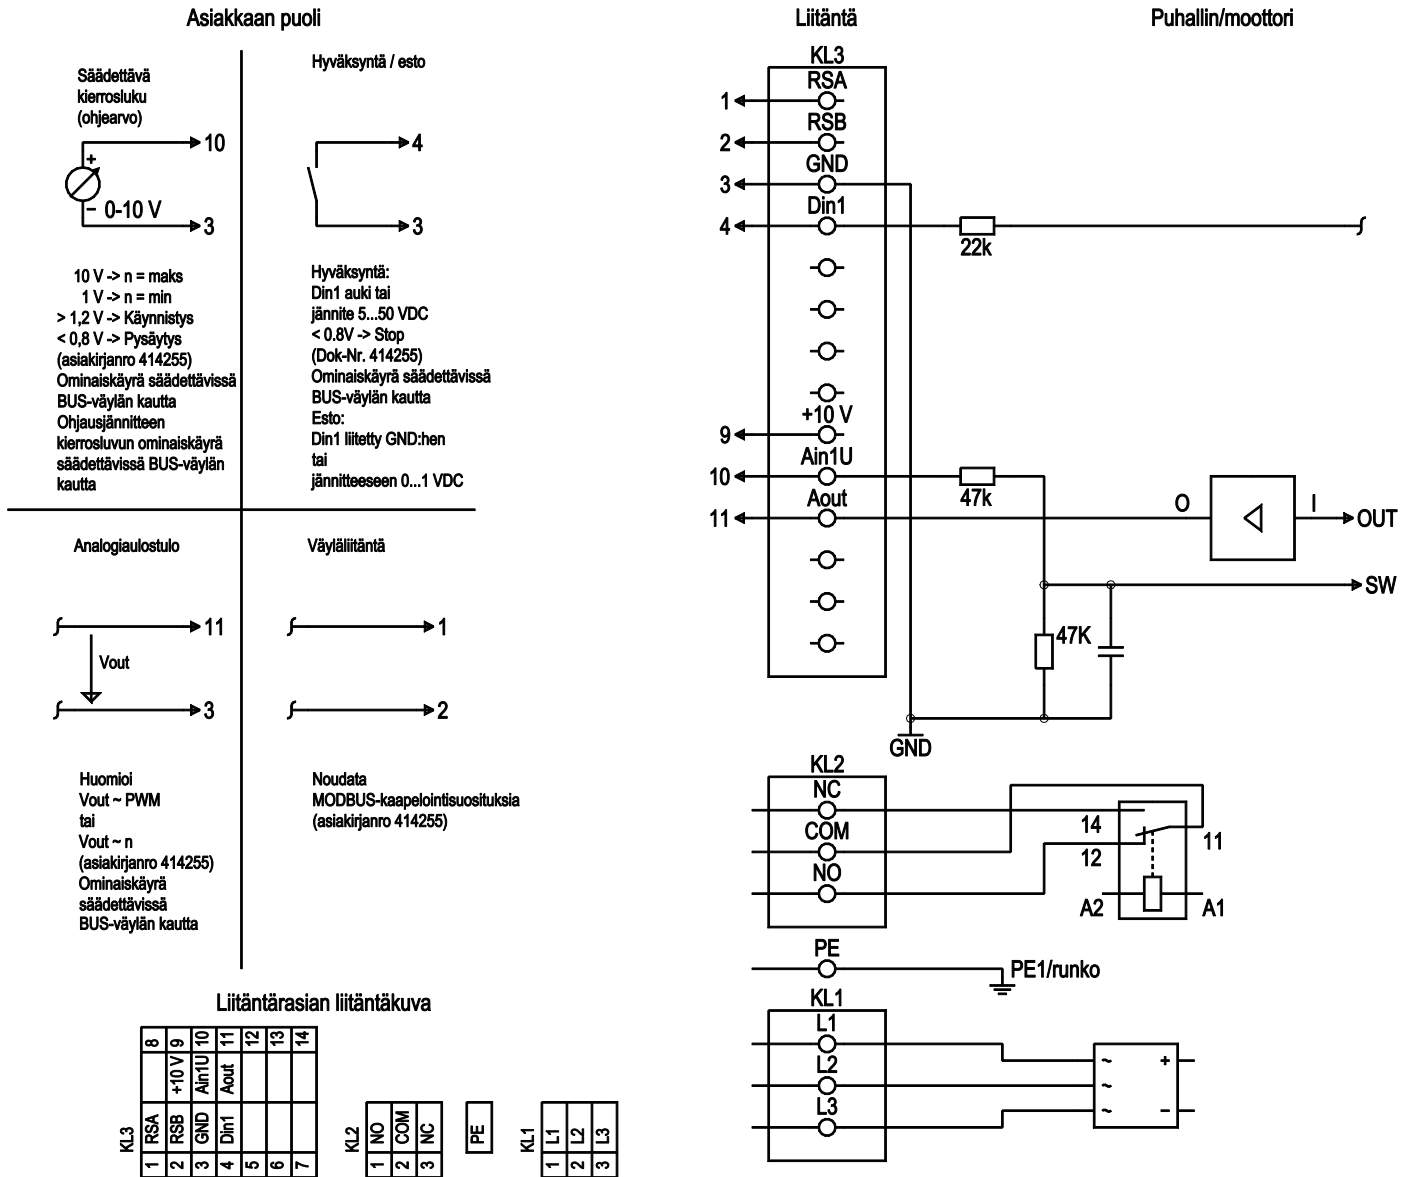 Asiakkaan puoli
Liitäntä
Puhallin/moottori
Säädettävä
kierrosluku
(ohjearvo)
10
+
− 0-10 V
3
10 V -> n = maks
1 V -> n = min
> 1,2 V -> Käynnistys
< 0,8 V -> Pysäytys
(asiakirjanro 414255)
Ominaiskäyrä säädettävissä
BUS-väylän kautta
Ohjausjännitteen
kierrosluvun ominaiskäyrä
säädettävissä BUS-väylän
kautta
Hyväksyntä / esto
4
3
Hyväksyntä:
Din1 auki tai
jännite 5...50 VDC
< 0.8V -> Stop
(Dok-Nr. 414255)
Ominaiskäyrä säädettävissä
BUS-väylän kautta
Esto:
Din1 liitetty GND:hen
tai
jännitteeseen 0...1 VDC
Analogiaulostulo
11
Vout
3
Huomioi
Vout ~ PWM
tai
Vout ~ n
(asiakirjanro 414255)
Ominaiskäyrä
säädettävissä
BUS-väylän kautta
Väyläliitäntä
1
2
Noudata
MODBUS-kaapelointisuosituksia
(asiakirjanro 414255)
KL3
RSA
1
RSB
2
GND
3
Din1
4
22k
+10 V
9
Ain1U
10
47k
Aout
11
O
I
OUT
SW
47K
GND
KL2
NC
COM
NO
14
12
11
A2
A1
PE
PE1/runko
KL1
L1
L2
L3
~
~
~
+
−
Liitäntärasian liitäntäkuva
KL3
1 RSA 8
2 RSB +10 V 9
3 GND Ain1U 10
4 Din1 Aout 11
5 12
6 13
7 14
KL2
1 NO
2 COM
3 NC
PE
KL1
1 L1
2 L2
3 L3